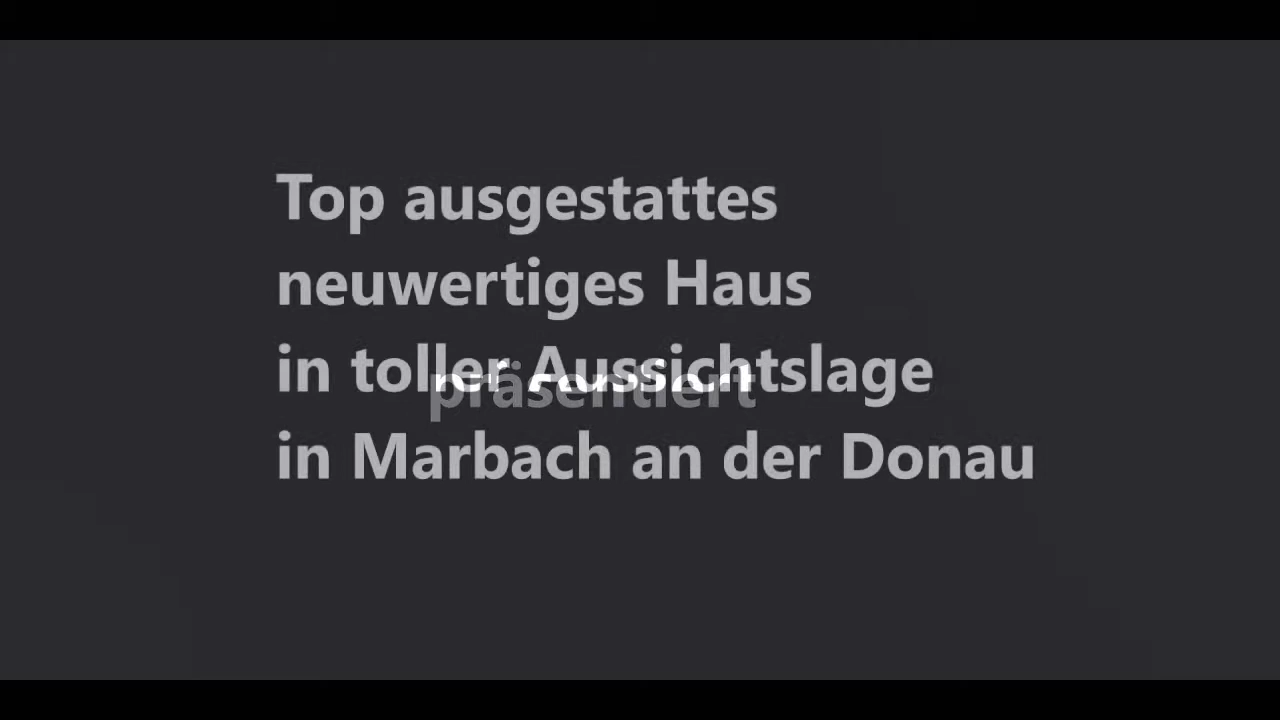 Top ausgestattes
neuwertiges Haus
in toller Aussichtslage
präsentiert
in Marbach an der Donau